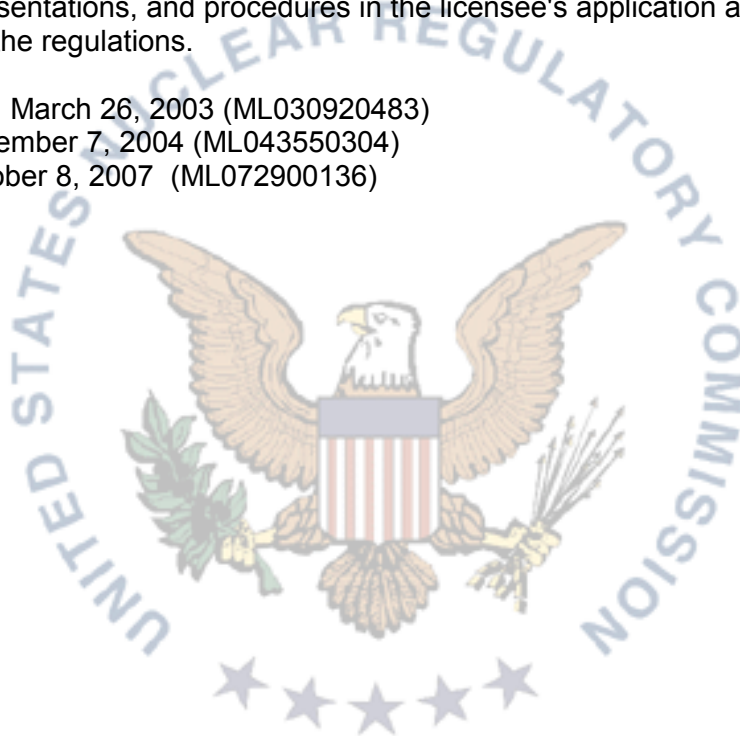 sentations, and procedures in the licensee's application a
he regulations.
March 26, 2003 (ML030920483)
ember 7, 2004 (ML043550304)
ober 8, 2007 (ML072900136)
UNITED STATES NUCLEAR REGULATORY COMMISSION